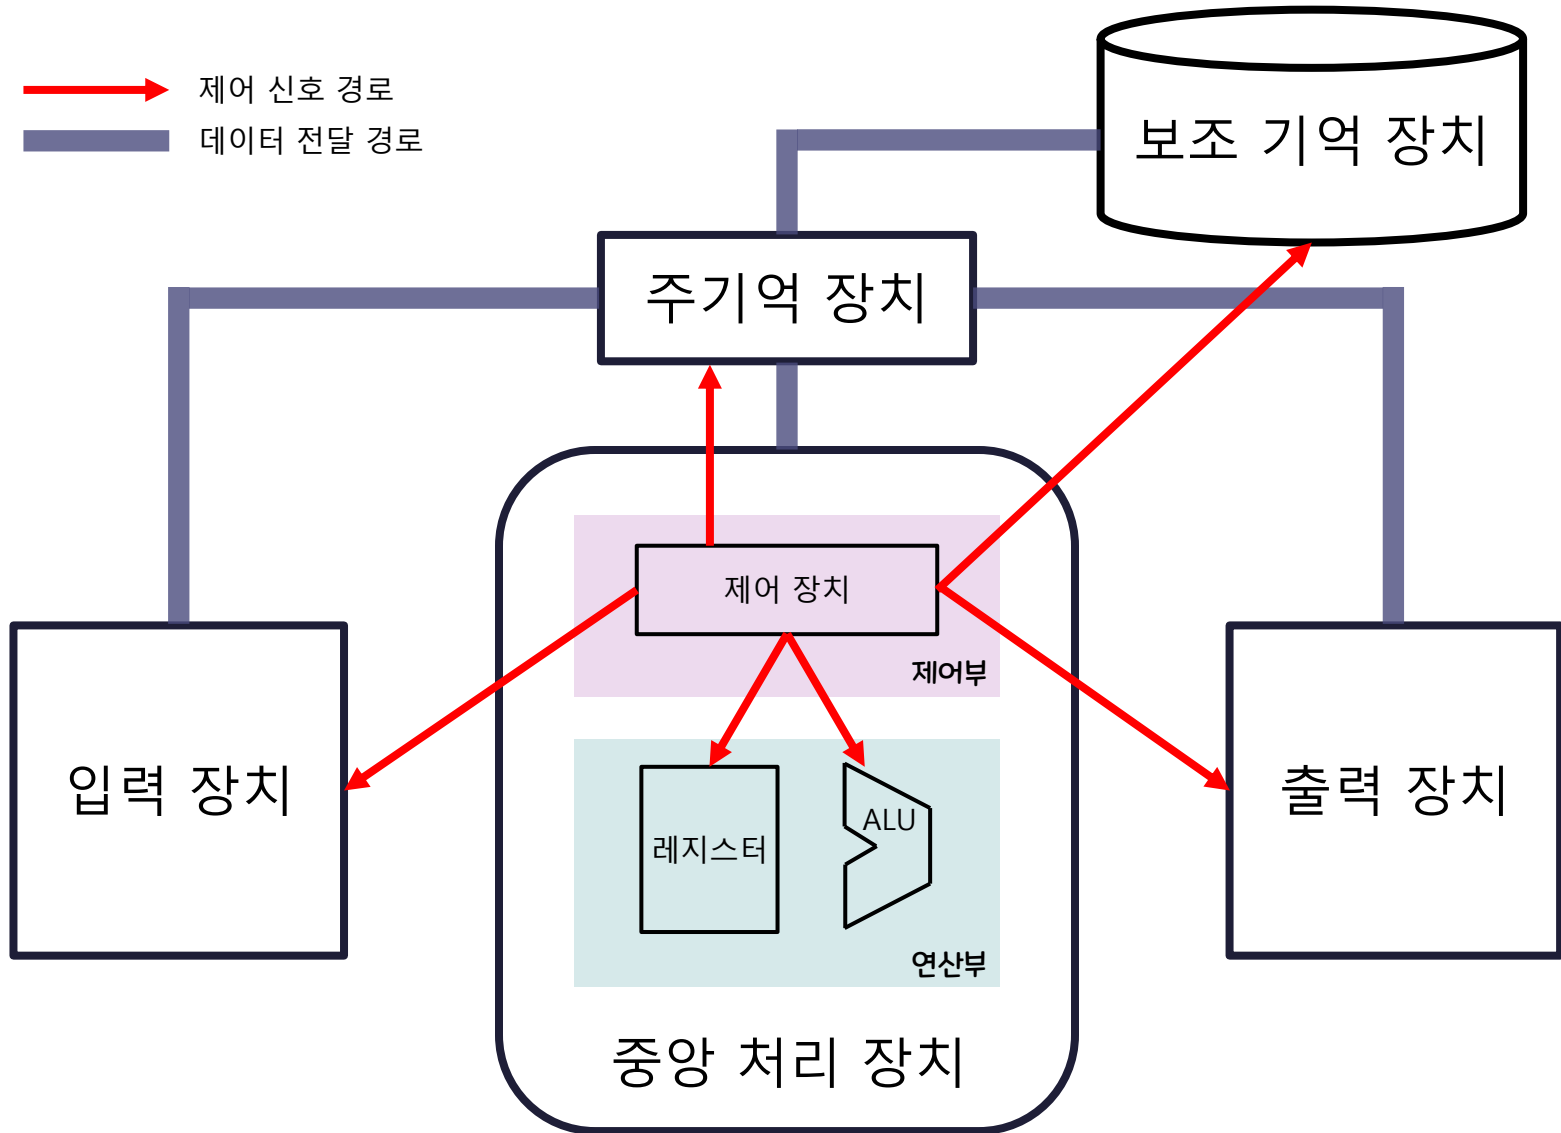 제어 신호 경로
데이터 전달 경로
보조 기억 장치
주기억 장치
제어 장치
제어부
입력 장치
출력 장치
레지스터
ALU
연산부
중앙 처리 장치